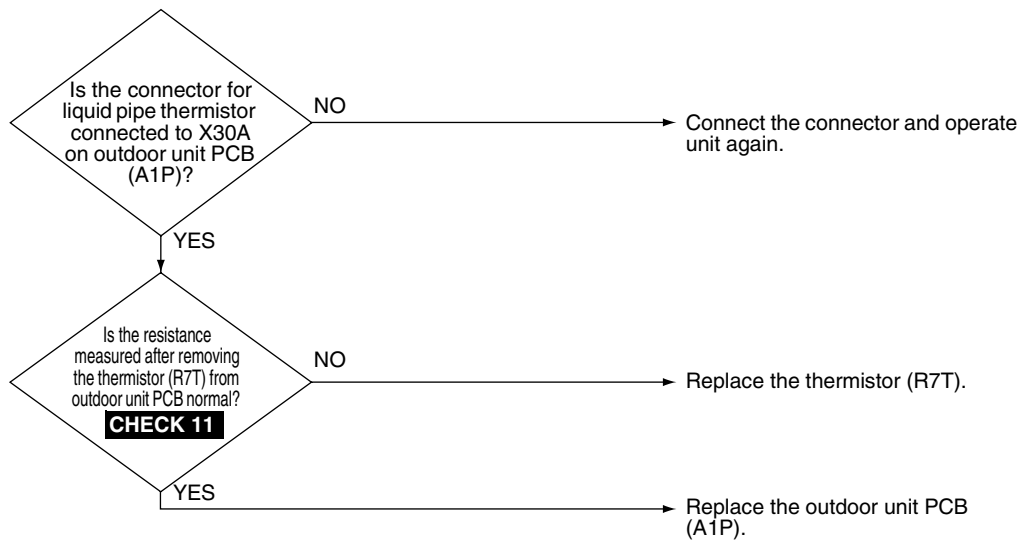 Is the connector for
liquid pipe thermistor
connected to X30A
on outdoor unit PCB
(A1P)?
NO
Connect the connector and operate
unit again.
YES
Is the resistance
measured after removing
the thermistor (R7T) from
outdoor unit PCB normal?
CHECK 11
NO
Replace the thermistor (R7T).
YES
Replace the outdoor unit PCB
(A1P).